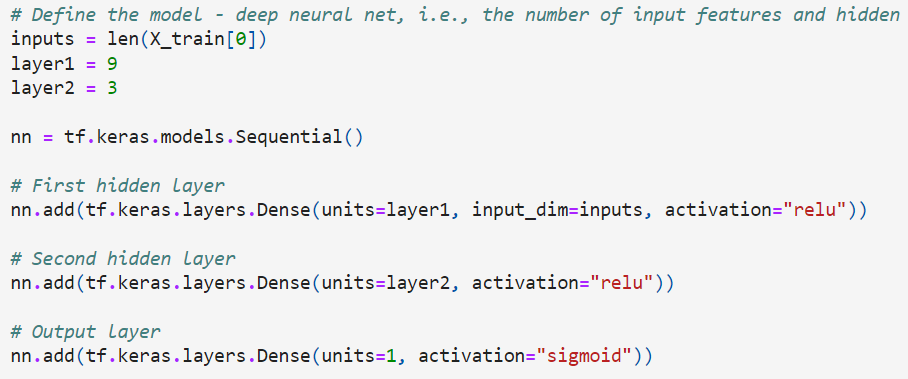 # Define the model - deep neural net, i.e., the number of input features and hidden
inputs = len(X_train[0])
layer1 = 9
layer2 = 3
nn = tf.keras.models.Sequential()
# First hidden layer
nn.add(tf.keras.layers.Dense(units=layer1, input_dim=inputs, activation="relu"))
# Second hidden layer
nn.add(tf.keras.layers.Dense(units=layer2, activation="relu"))
# Output layer
nn.add(tf.keras.layers.Dense(units=1, activation="sigmoid"))